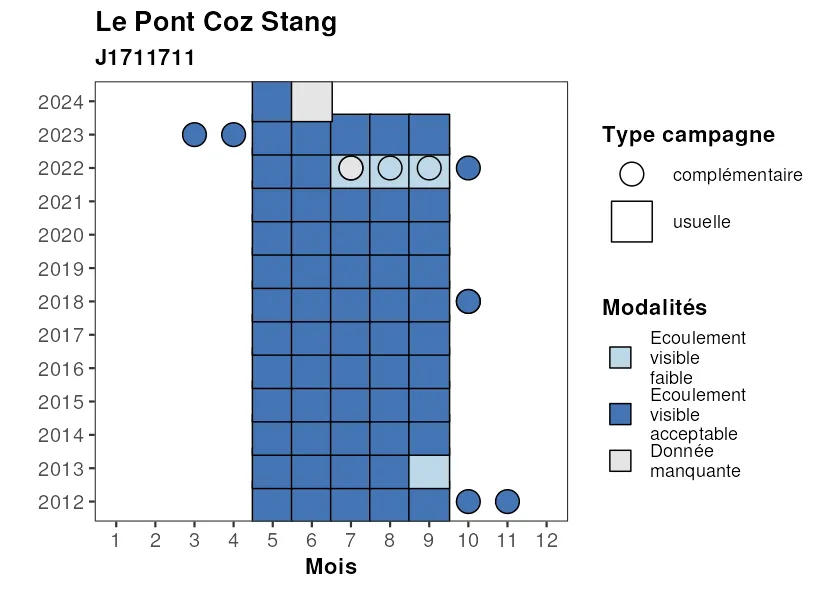 Le Pont Coz Stang
J1711711
2024
2023
2022
2021
2020
2019
2018
2017
2016
2015
2014
2013
2012
1 2 3 4 5 6 7 8 9 10 11 12
Mois
Type campagne
complémentaire
usuelle
Modalités
Ecoulement
visible
faible
Ecoulement
visible
acceptable
Donnée
manquante